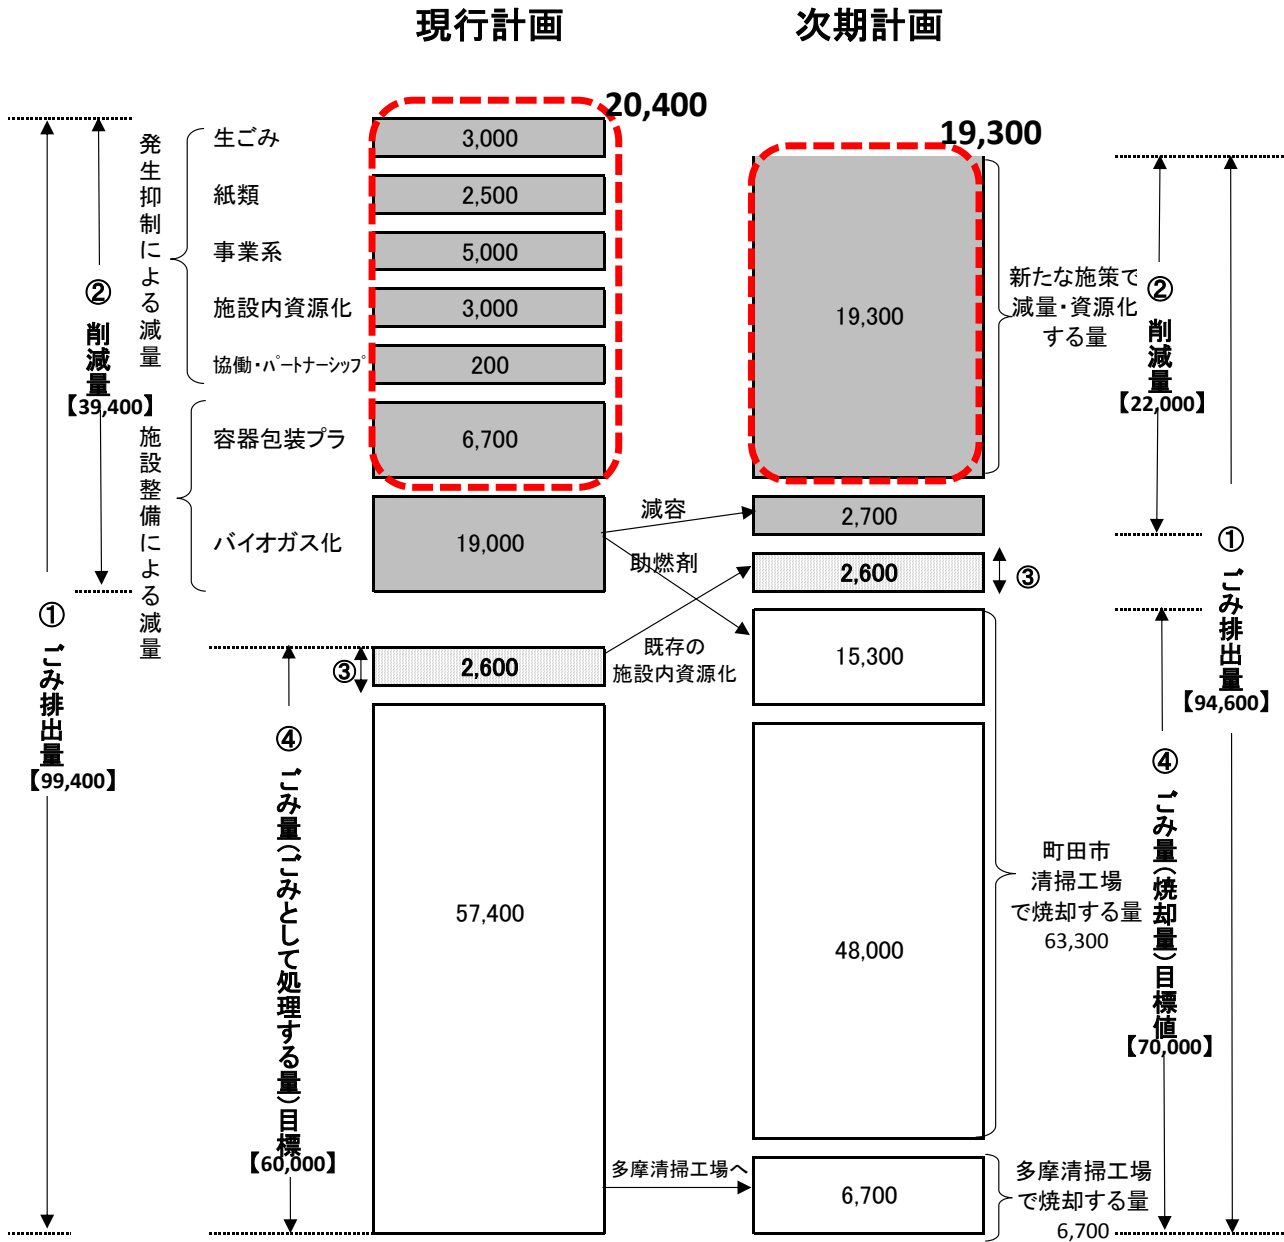 現行計画
次期計画
20,400
19,300
発生抑制による減量
生ごみ
3,000
紙類
2,500
事業系
5,000
施設内資源化
3,000
協働・パートナーシップ
200
施設整備による減量
容器包装プラ
6,700
バイオガス化
19,000
② 削減量
【39,400】
① ごみ排出量
【99,400】
③
2,600
④ ごみ量(ごみとして処理する量)目標
【60,000】
57,400
減容
助燃剤
既存の
施設内資源化
多摩清掃工場へ
19,300
2,700
2,600
③
15,300
48,000
6,700
新たな施策で
減量・資源化
する量
町田市
清掃工場
で焼却する量
63,300
多摩清掃工場
で焼却する量
6,700
② 削減量
【22,000】
① ごみ排出量
【94,600】
④ ごみ量(焼却量)目標値
【70,000】